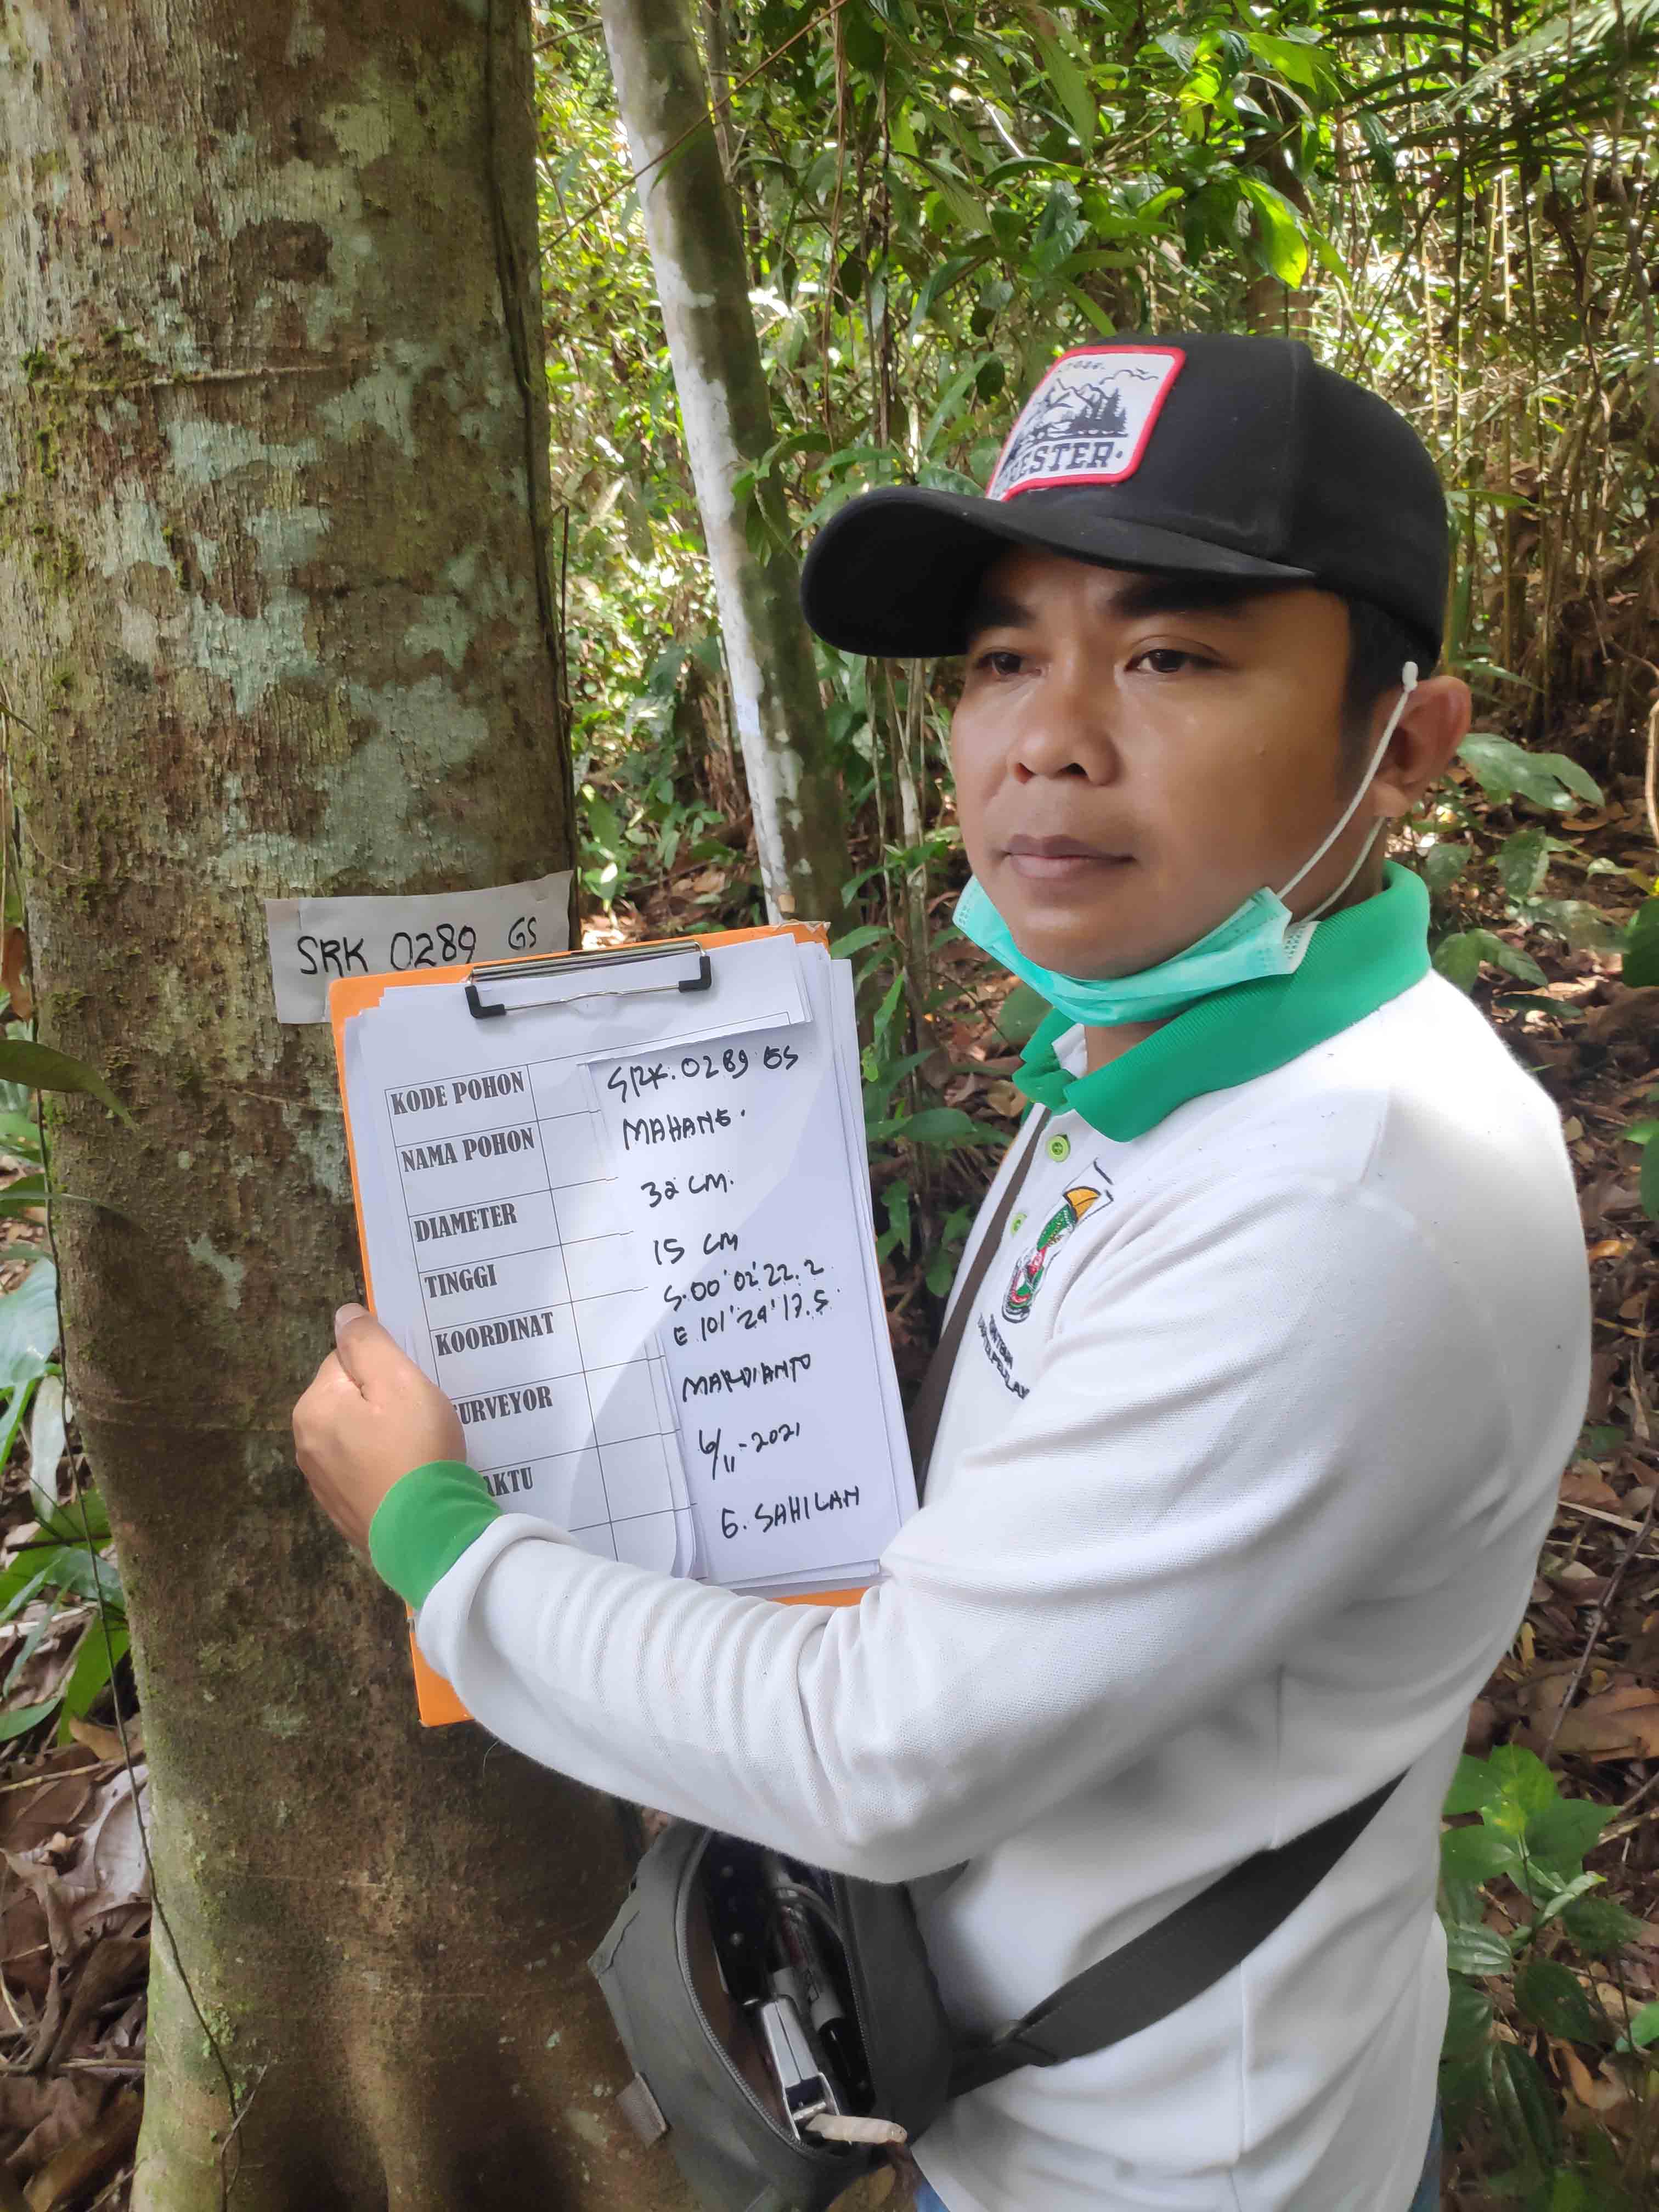 SRK 0289 GS
KODE POHON SRK. 0289 GS
NAMA POHON MAHANG.
DIAMETER 32 CM.
TINGGI 15 CM
KOORDINAT S.00'02'22.2
E 101'29'17.5
URVEYOR MARDIANTO
AKTU 6/11-2021
G. SAHILAN
ESTER.